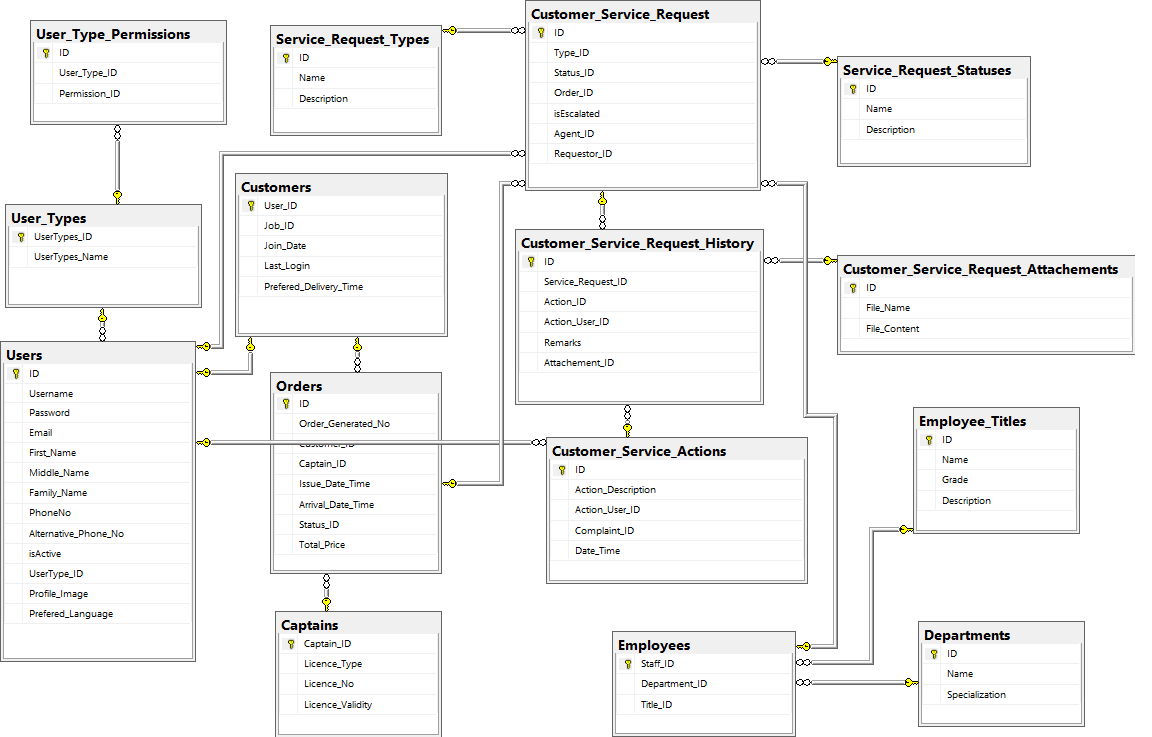 User_Type_Permissions
ID
User_Type_ID
Permission_ID
Service_Request_Types
ID
Name
Description
Customer_Service_Request
ID
Type_ID
Status_ID
Order_ID
isEscalated
Agent_ID
Requestor_ID
Service_Request_Statuses
ID
Name
Description
User_Types
UserTypes_ID
UserTypes_Name
Customers
User_ID
Job_ID
Join_Date
Last_Login
Prefered_Delivery_Time
Customer_Service_Request_History
ID
Service_Request_ID
Action_ID
Action_User_ID
Remarks
Attachement_ID
Customer_Service_Request_Attachements
ID
File_Name
File_Content
Users
ID
Username
Password
Email
First_Name
Middle_Name
Family_Name
PhoneNo
Alternative_Phone_No
isActive
UserType_ID
Profile_Image
Prefered_Language
Orders
ID
Order_Generated_No
Customer_ID
Captain_ID
Issue_Date_Time
Arrival_Date_Time
Status_ID
Total_Price
Customer_Service_Actions
ID
Action_Description
Action_User_ID
Complaint_ID
Date_Time
Employee_Titles
ID
Name
Grade
Description
Captains
Captain_ID
Licence_Type
Licence_No
Licence_Validity
Employees
Staff_ID
Department_ID
Title_ID
Departments
ID
Name
Specialization